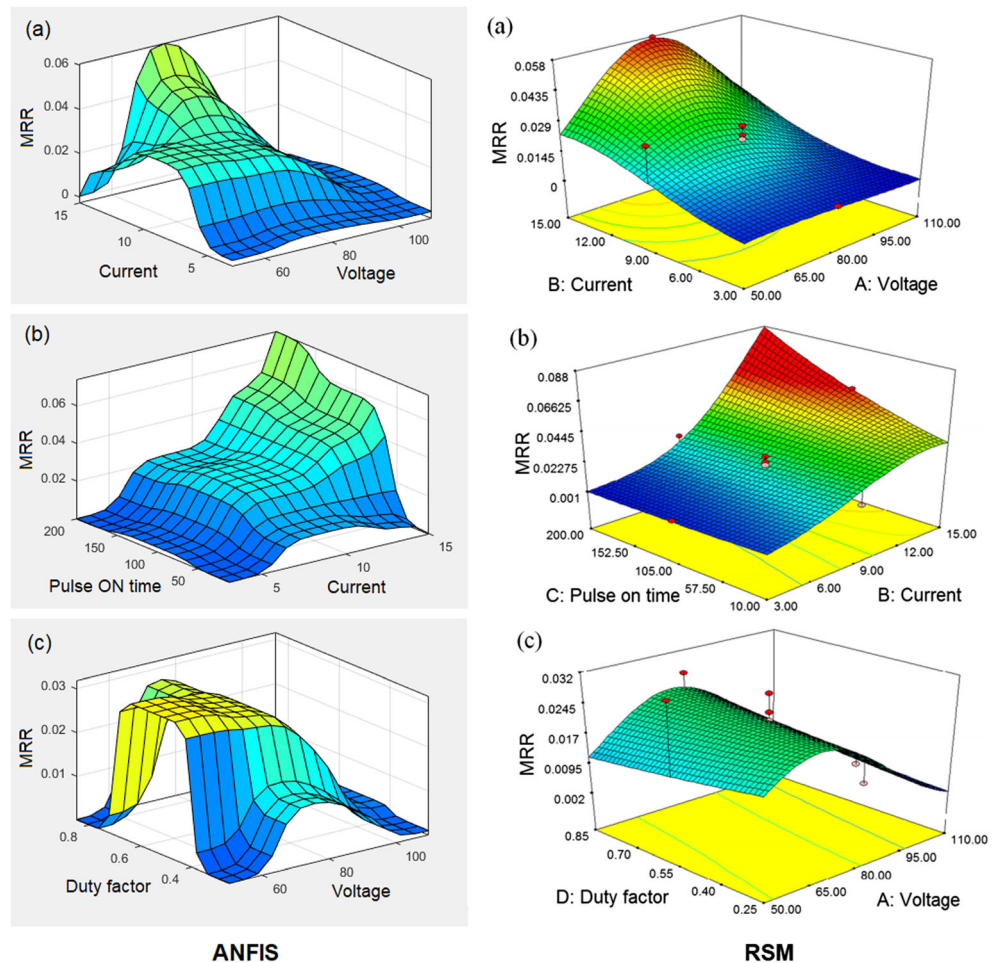 (a)
0.06
0.04
0.02
0
MRR
15
10
5
Current
60
80
100
Voltage
(a)
0.058
0.0435
0.029
0.0145
0
MRR
15.00
12.00
9.00
6.00
3.00
B: Current
50.00
65.00
80.00
95.00
110.00
A: Voltage
(b)
0.06
0.04
0.02
MRR
200
150
100
50
Pulse ON time
5
10
15
Current
(b)
0.088
0.06625
0.0445
0.02275
0.001
MRR
200.00
152.50
105.00
57.50
10.00
C: Pulse on time
3.00
6.00
9.00
12.00
15.00
B: Current
(c)
0.03
0.02
0.01
MRR
0.8
0.6
0.4
Duty factor
60
80
100
Voltage
(c)
0.032
0.0245
0.017
0.0095
0.002
MRR
0.85
0.70
0.55
0.40
0.25
D: Duty factor
50.00
65.00
80.00
95.00
110.00
A: Voltage
ANFIS
RSM